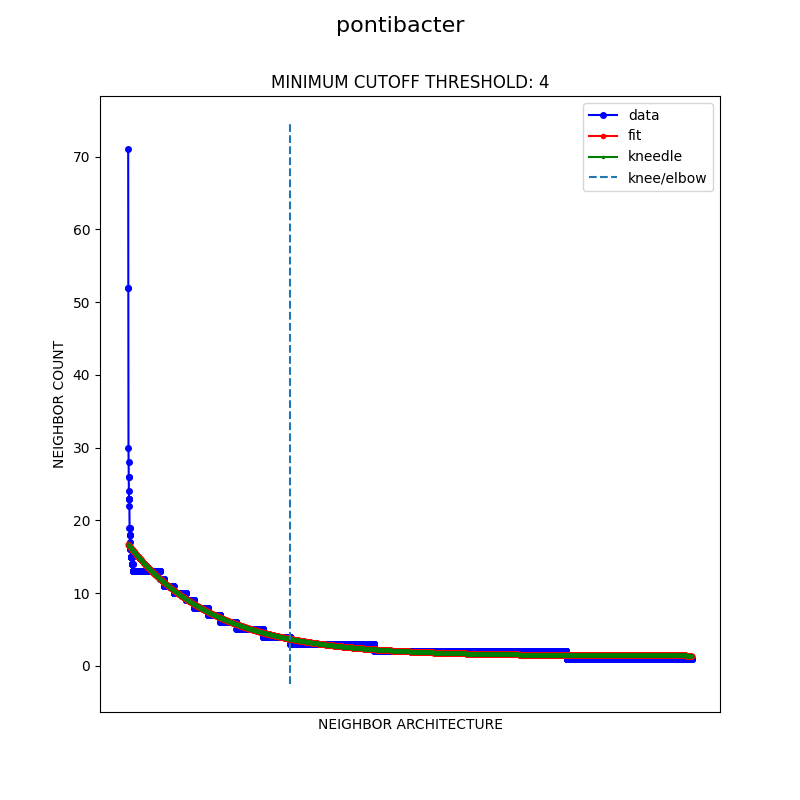 pontibacter
MINIMUM CUTOFF THRESHOLD: 4
data
fit
kneedle
knee/elbow
70
60
50
40
30
20
10
0
NEIGHBOR COUNT
NEIGHBOR ARCHITECTURE